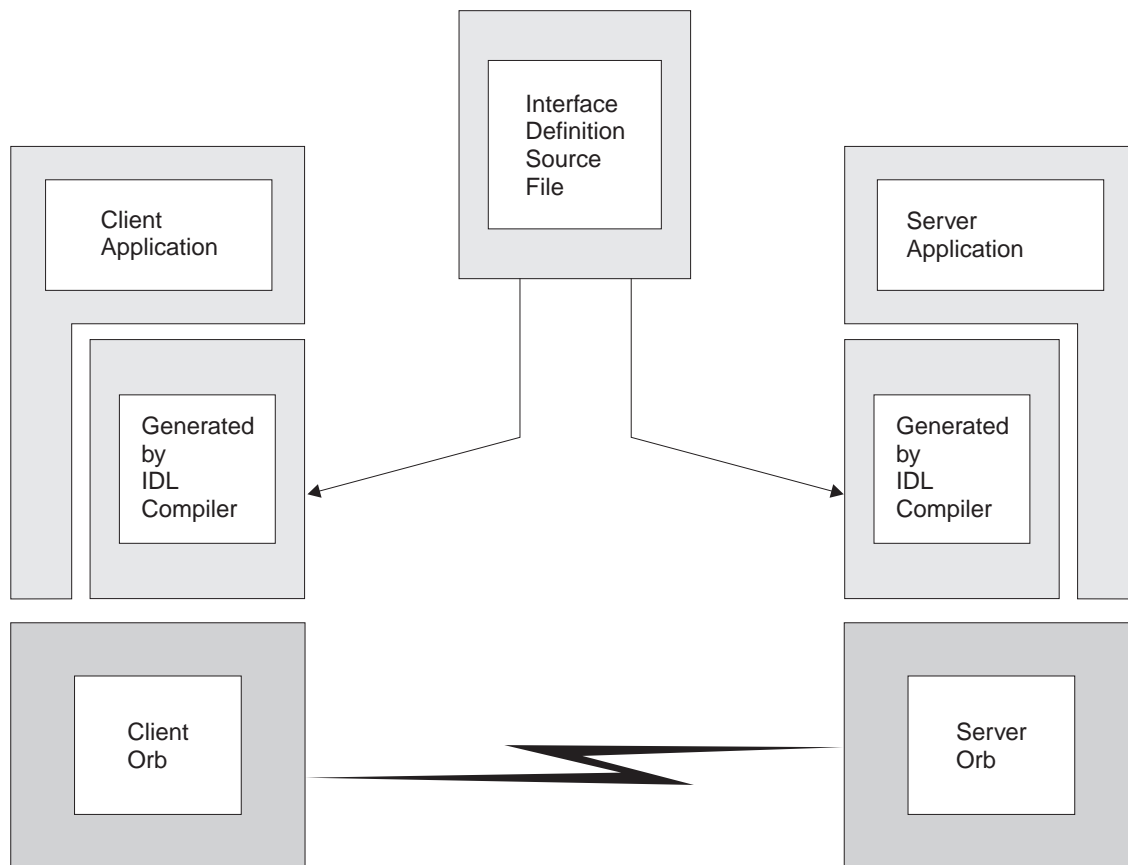 Interface
Definition
Source
File
Client
Application
Server
Application
Generated
by
IDL
Compiler
Generated
by
IDL
Compiler
Client
Orb
Server
Orb